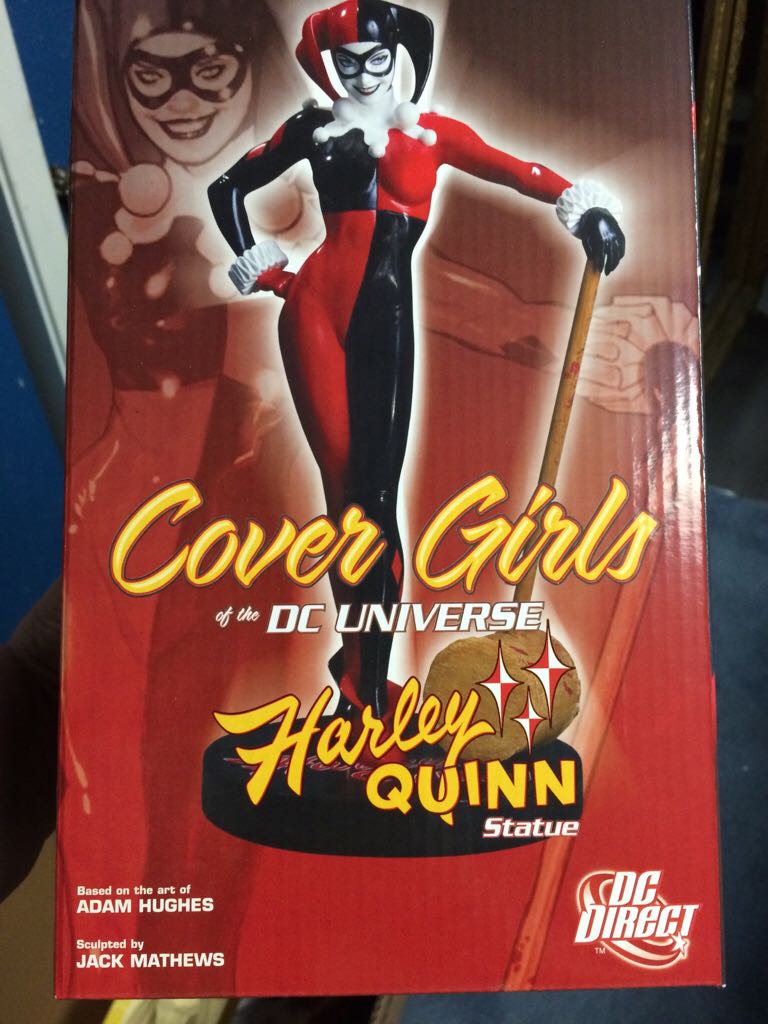 Cover Girls
of the DC UNIVERSE
Harley
QUINN
Statue
Based on the art of
ADAM HUGHES
Sculpted by
JACK MATHEWS
DC
DIRECT
TM